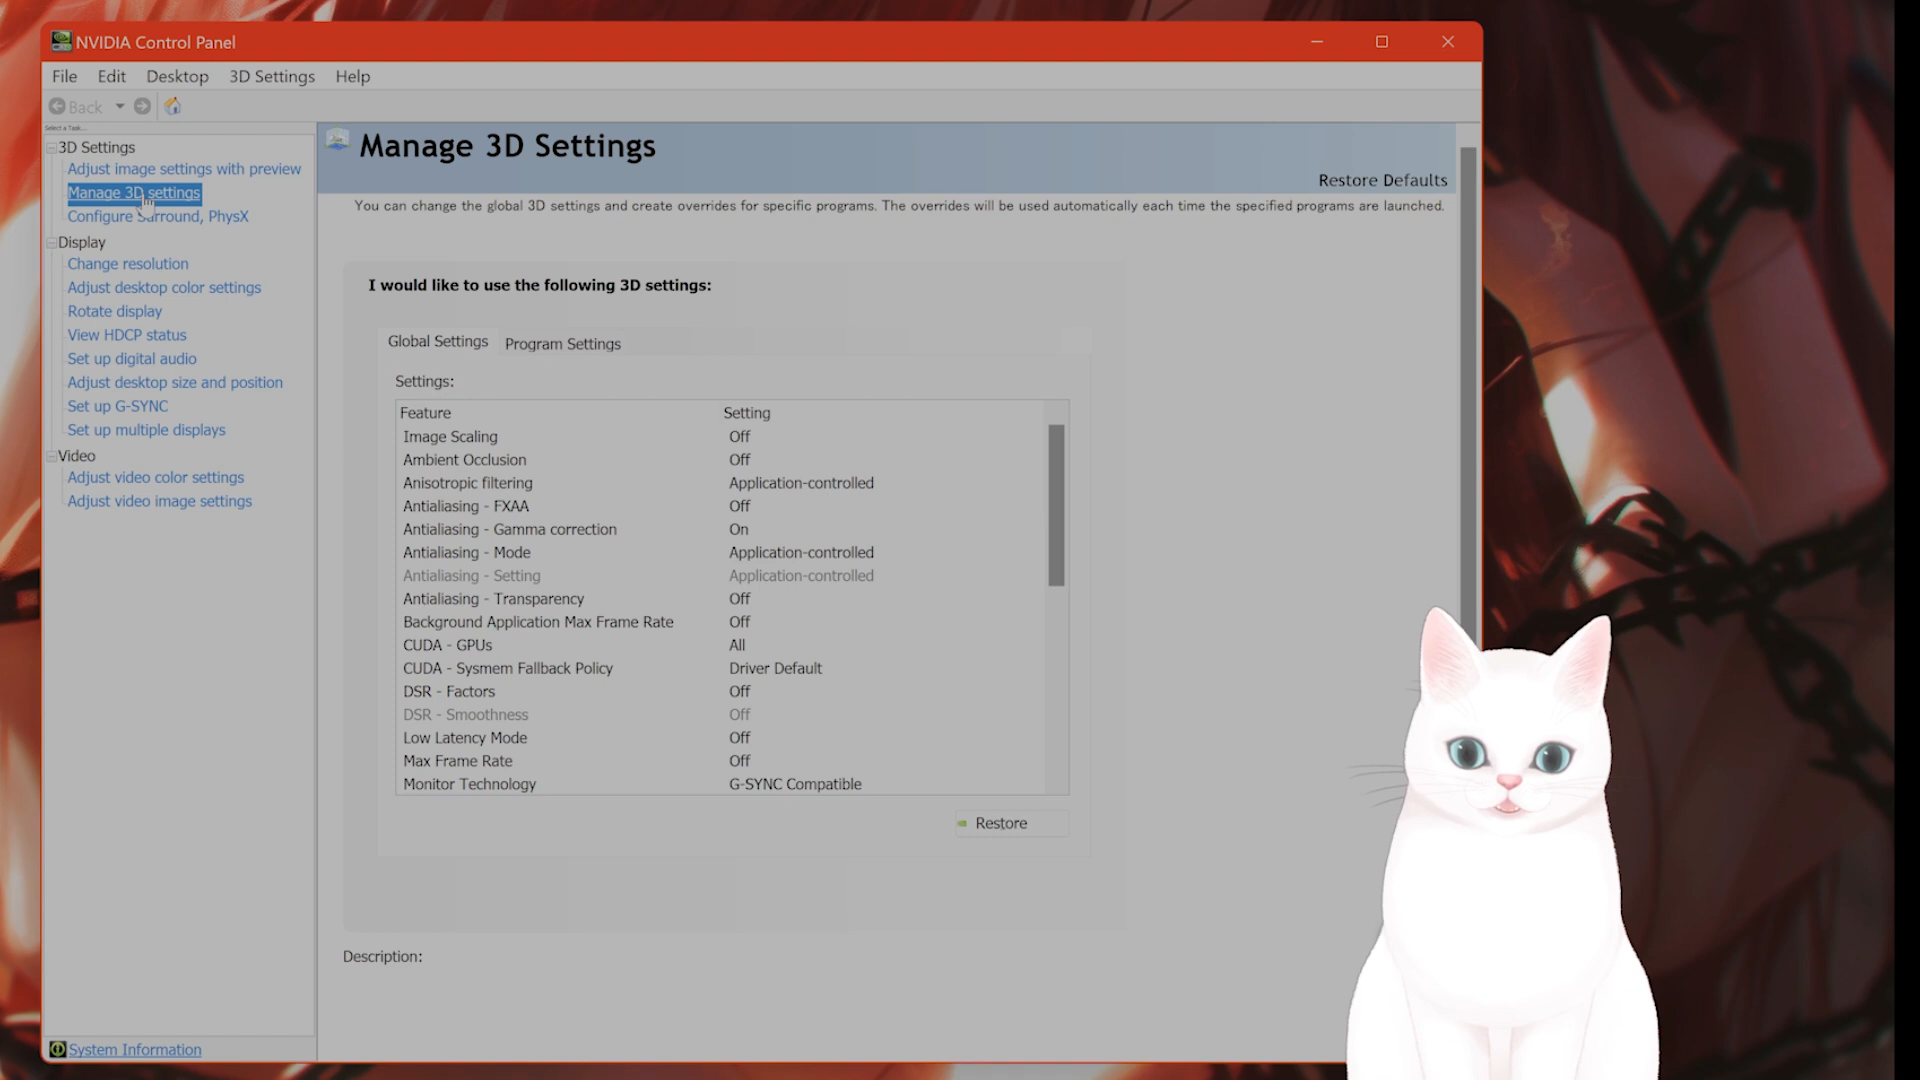 NVIDIA Control Panel
File Edit Desktop 3D Settings Help
Back
Select a Task...
3D Settings
Adjust image settings with preview
Manage 3D settings
Configure Surround, PhysX
Display
Change resolution
Adjust desktop color settings
Rotate display
View HDCP status
Set up digital audio
Adjust desktop size and position
Set up G-SYNC
Set up multiple displays
Video
Adjust video color settings
Adjust video image settings
System Information
Manage 3D Settings
Restore Defaults
You can change the global 3D settings and create overrides for specific programs. The overrides will be used automatically each time the specified programs are launched.
I would like to use the following 3D settings:
Global Settings Program Settings
Settings:
Feature Setting
Image Scaling Off
Ambient Occlusion Off
Anisotropic filtering Application-controlled
Antialiasing - FXAA Off
Antialiasing - Gamma correction On
Antialiasing - Mode Application-controlled
Antialiasing - Setting Application-controlled
Antialiasing - Transparency Off
Background Application Max Frame Rate Off
CUDA - GPUs All
CUDA - Sysmem Fallback Policy Driver Default
DSR - Factors Off
DSR - Smoothness Off
Low Latency Mode Off
Max Frame Rate Off
Monitor Technology G-SYNC Compatible
Restore
Description: